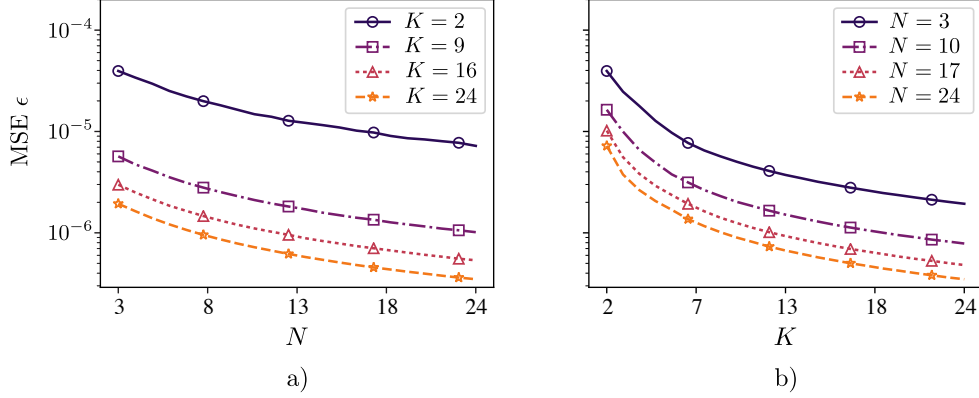 MSE ϵ
10⁻⁴
10⁻⁵
10⁻⁶
K = 2
K = 9
K = 16
K = 24
3 8 13 18 24
N
a)
N = 3
N = 10
N = 17
N = 24
2 7 13 18 24
K
b)